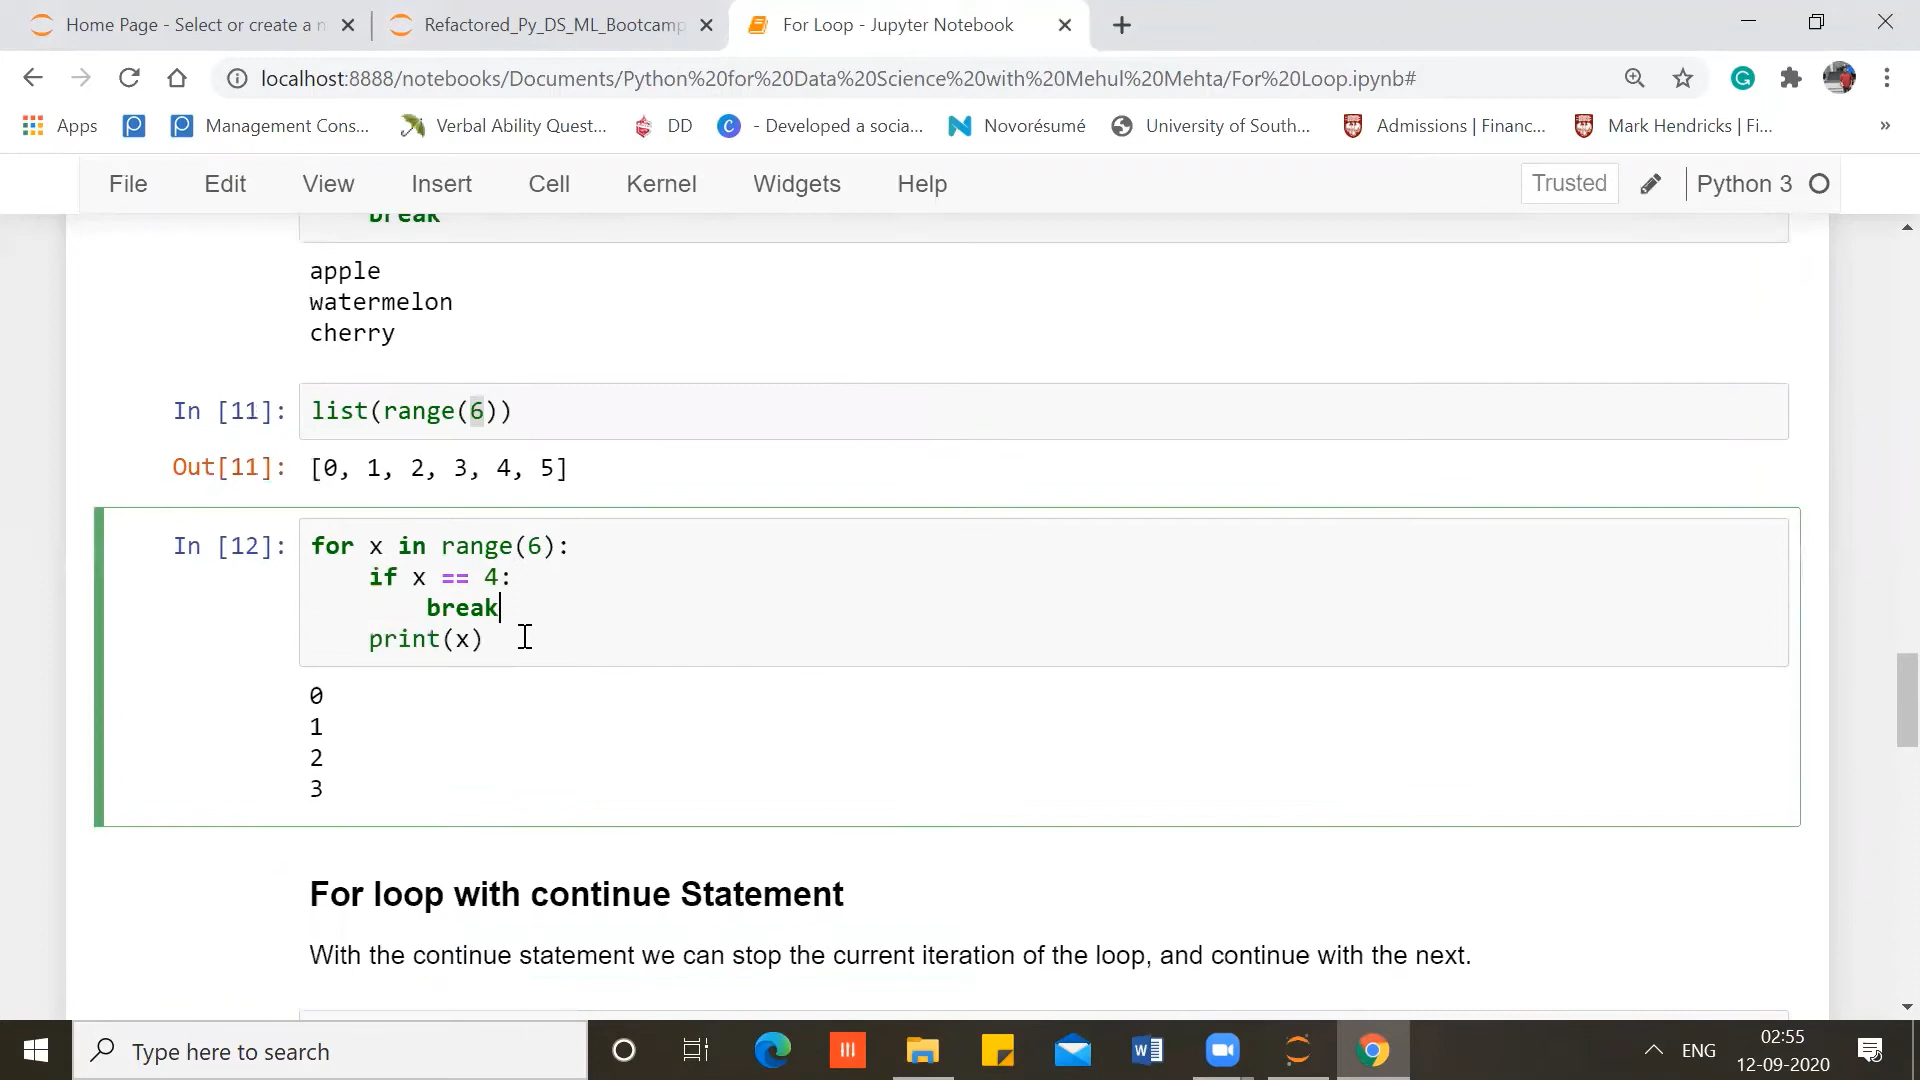 Home Page - Select or create a n
Refactored_Py_DS_ML_Bootcamp
For Loop - Jupyter Notebook
localhost:8888/notebooks/Documents/Python%20for%20Data%20Science%20with%20Mehul%20Mehta/For%20Loop.ipynb#
Apps
Management Cons...
Verbal Ability Quest...
DD
- Developed a socia...
Novorésumé
University of South...
Admissions | Financ...
Mark Hendricks | Fi...
File Edit View Insert Cell Kernel Widgets Help
Trusted
Python 3
break
apple
watermelon
cherry
In [11]: list(range(6))
Out[11]: [0, 1, 2, 3, 4, 5]
In [12]: for x in range(6):
    if x == 4:
        break
    print(x)
0
1
2
3
For loop with continue Statement
With the continue statement we can stop the current iteration of the loop, and continue with the next.
Type here to search
ENG
02:55
12-09-2020